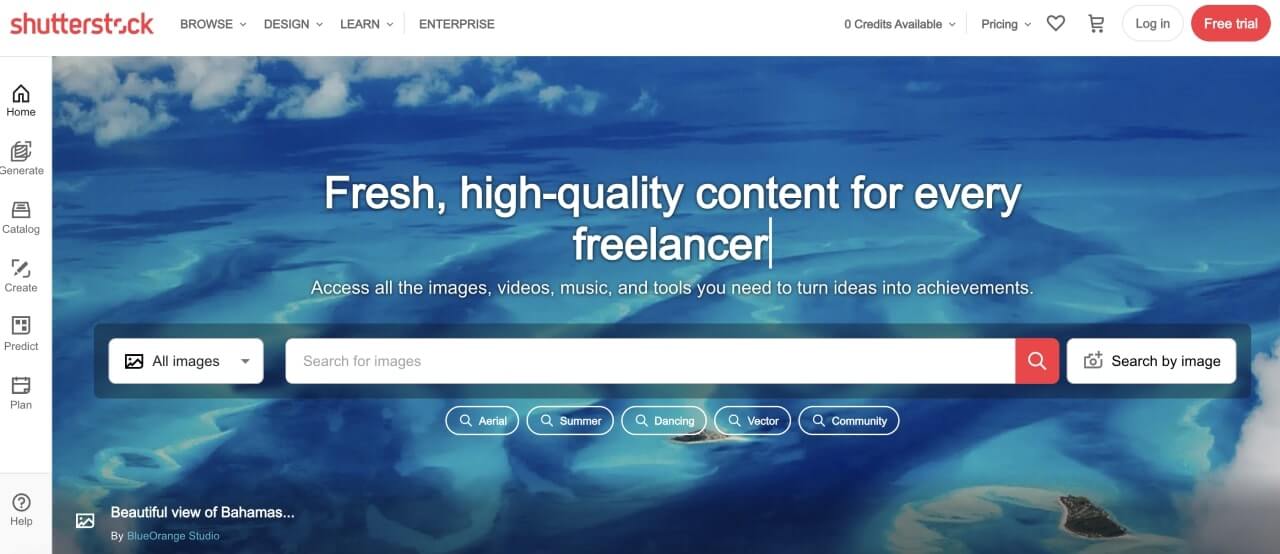 shutterstock BROWSE DESIGN LEARN ENTERPRISE 0 Credits Available Pricing Log in Free trial
Home
Generate
Catalog
Create
Predict
Plan
Help
Fresh, high-quality content for every
freelancer
Access all the images, videos, music, and tools you need to turn ideas into achievements.
All images Search for images Search by image
Aerial Summer Dancing Vector Community
Beautiful view of Bahamas...
By BlueOrange Studio